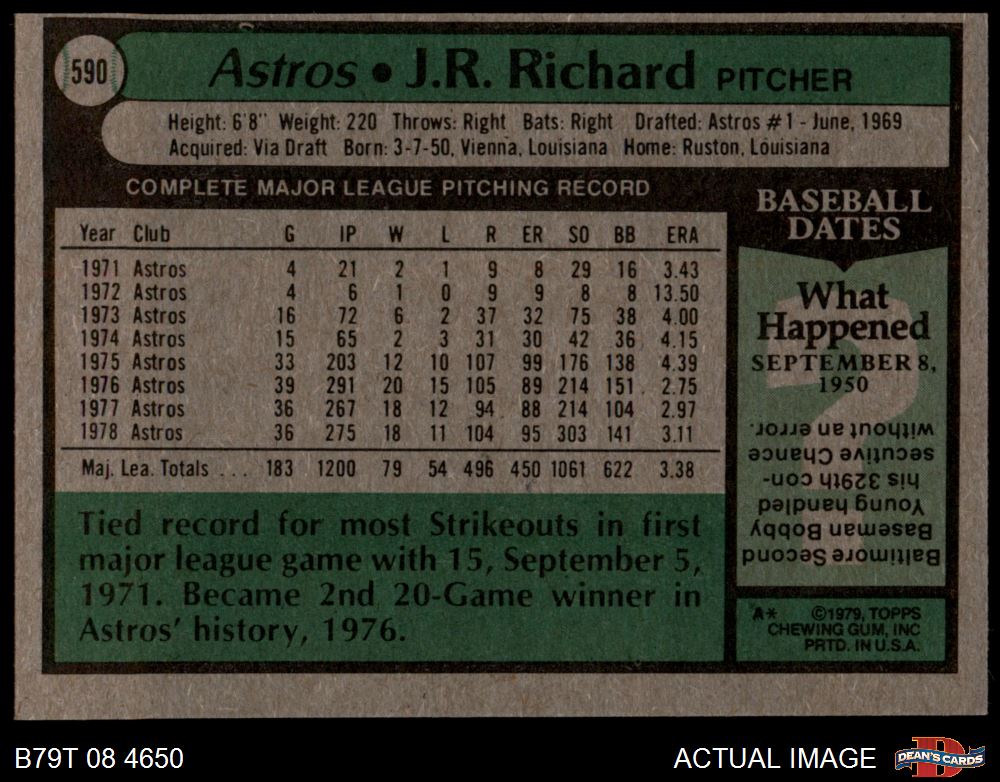 590
Astros • J.R. Richard PITCHER
Height: 6'8" Weight: 220 Throws: Right Bats: Right Drafted: Astros #1 - June, 1969
Acquired: Via Draft Born: 3-7-50, Vienna, Louisiana Home: Ruston, Louisiana
COMPLETE MAJOR LEAGUE PITCHING RECORD
Year Club G IP W L R ER SO BB ERA
1971 Astros 4 21 2 1 9 8 29 16 3.43
1972 Astros 4 6 1 0 9 9 8 8 13.50
1973 Astros 16 72 6 2 37 32 75 38 4.00
1974 Astros 15 65 2 3 31 30 42 36 4.15
1975 Astros 33 203 12 10 107 99 176 138 4.39
1976 Astros 39 291 20 15 105 89 214 151 2.75
1977 Astros 36 267 18 12 94 88 214 104 2.97
1978 Astros 36 275 18 11 104 95 303 141 3.11
Maj. Lea. Totals . . . 183 1200 79 54 496 450 1061 622 3.38
Tied record for most Strikeouts in first
major league game with 15, September 5,
1971. Became 2nd 20-Game winner in
Astros' history, 1976.
BASEBALL
DATES
What
Happened
SEPTEMBER 8,
1950
?
Baltimore Second
Baseman Bobby
Young handled
his 329th con-
secutive Chance
without an error.
A* ©1979, TOPPS
CHEWING GUM, INC
PRTD. IN U.S.A.
B79T 08 4650
ACTUAL IMAGE
D
DEAN'S CARDS